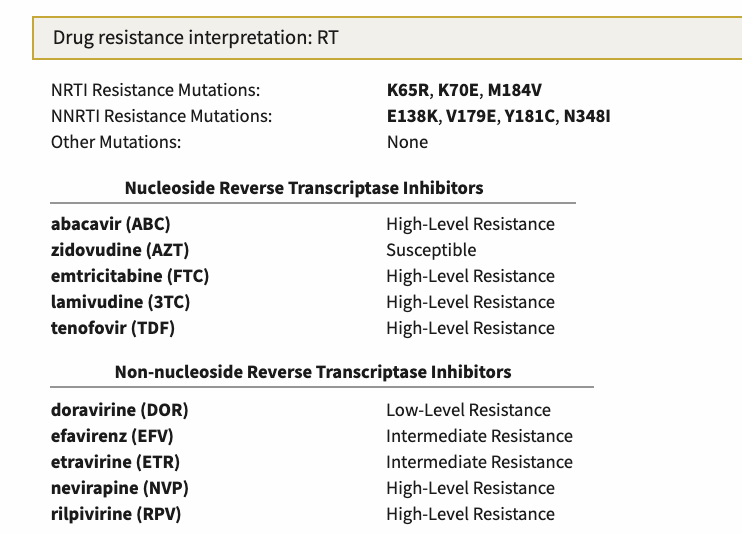 Drug resistance interpretation: RT
NRTI Resistance Mutations: K65R, K70E, M184V
NNRTI Resistance Mutations: E138K, V179E, Y181C, N348I
Other Mutations: None
Nucleoside Reverse Transcriptase Inhibitors
abacavir (ABC) High-Level Resistance
zidovudine (AZT) Susceptible
emtricitabine (FTC) High-Level Resistance
lamivudine (3TC) High-Level Resistance
tenofovir (TDF) High-Level Resistance
Non-nucleoside Reverse Transcriptase Inhibitors
doravirine (DOR) Low-Level Resistance
efavirenz (EFV) Intermediate Resistance
etravirine (ETR) Intermediate Resistance
nevirapine (NVP) High-Level Resistance
rilpivirine (RPV) High-Level Resistance